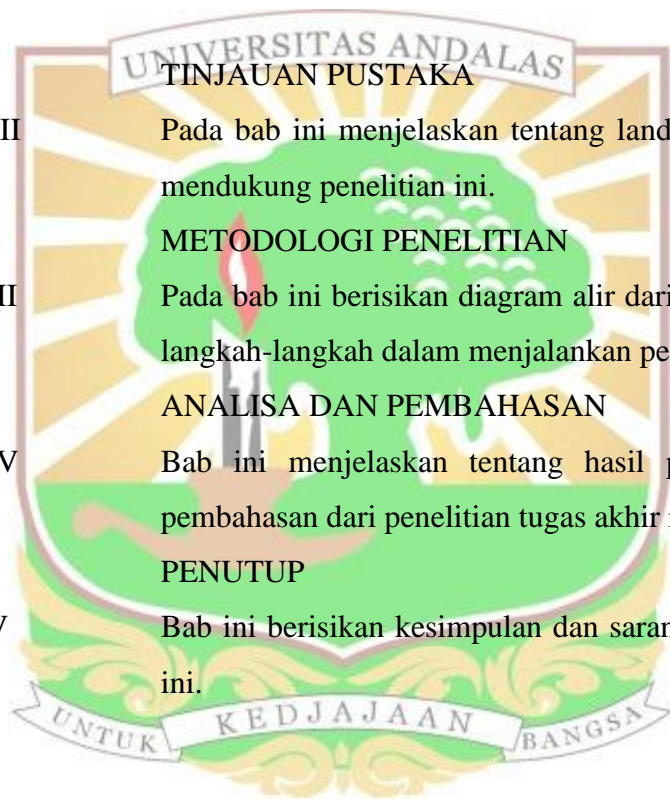 UNIVERSITAS ANDALAS
TINJAUAN PUSTAKA
II Pada bab ini menjelaskan tentang
mendukung penelitian ini.
METODOLOGI PENELITIAN
II Pada bab ini berisikan diagram alir dari
langkah-langkah dalam menjalankan
ANALISA DAN PEMBAHASAN
V Bab ini menjelaskan tentang hasil
pembahasan dari penelitian tugas akhir
PENUTUP
V Bab ini berisikan kesimpulan dan saran
ini.
UNTUK KEDJAJAAN BANGSA